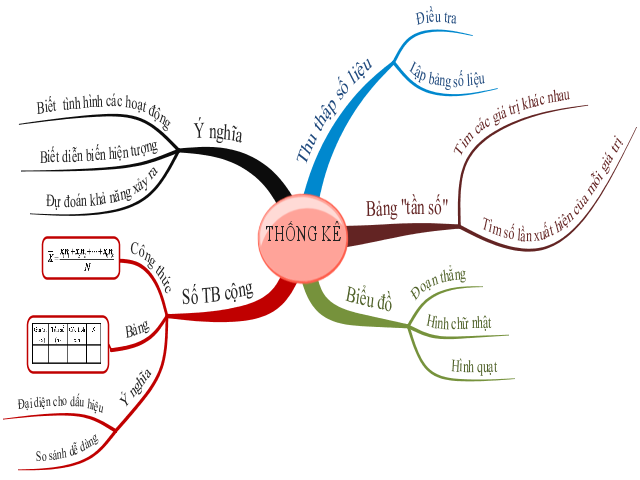 THỐNG KÊ
Thu thập số liệu
Điều tra
Lập bảng số liệu
Bảng "tần số"
Tìm các giá trị khác nhau
Tìm số lần xuất hiện của mỗi giá trị
Biểu đồ
Đoạn thẳng
Hình chữ nhật
Hình quạt
Ý nghĩa
Biết tình hình các hoạt động
Biết diễn biến hiện tượng
Dự đoán khả năng xảy ra
Số TB cộng
Công thức
N
Bảng
Ý nghĩa
Đại diện cho dấu hiệu
So sánh dễ dàng